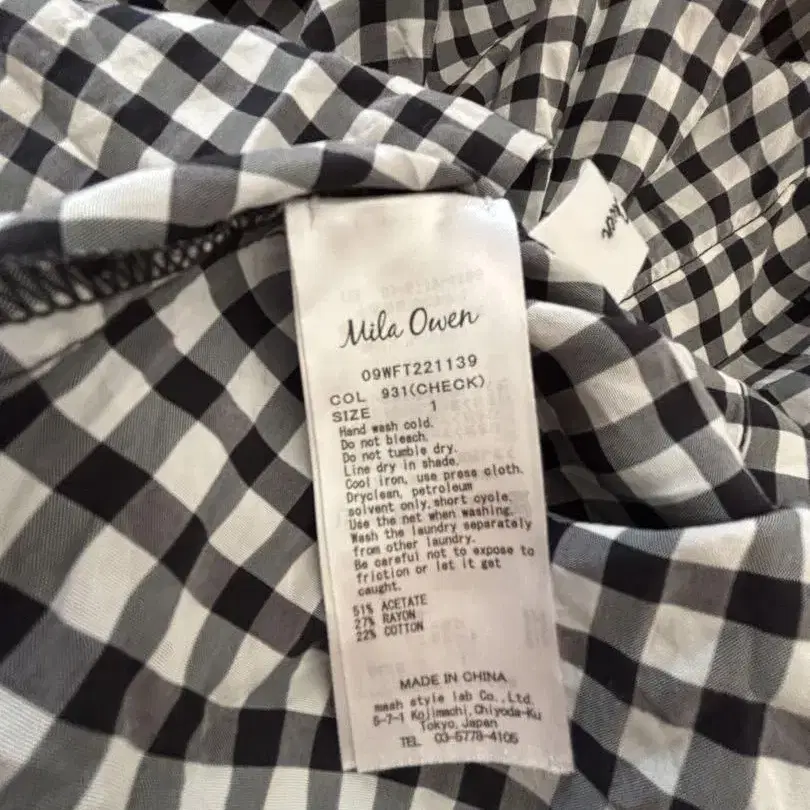 Mila Owen
09WFT221139
COL 931(CHECK)
SIZE 1
Hand wash cold.
Do not bleach.
Do not tumble dry.
Line dry in shade.
Cool iron, use press cloth.
Dryclean, petroleum
solvent only, short cycle.
Use the net when washing.
Wash the laundry separately
from other laundry.
Be careful not to expose to
friction or let it get
caught.
51% ACETATE
27% RAYON
22% COTTON
MADE IN CHINA
mash style lab Co., Ltd.
5-7-1 Kojimachi, Chiyoda-Ku
Tokyo, Japan
TEL 03-5778-4105